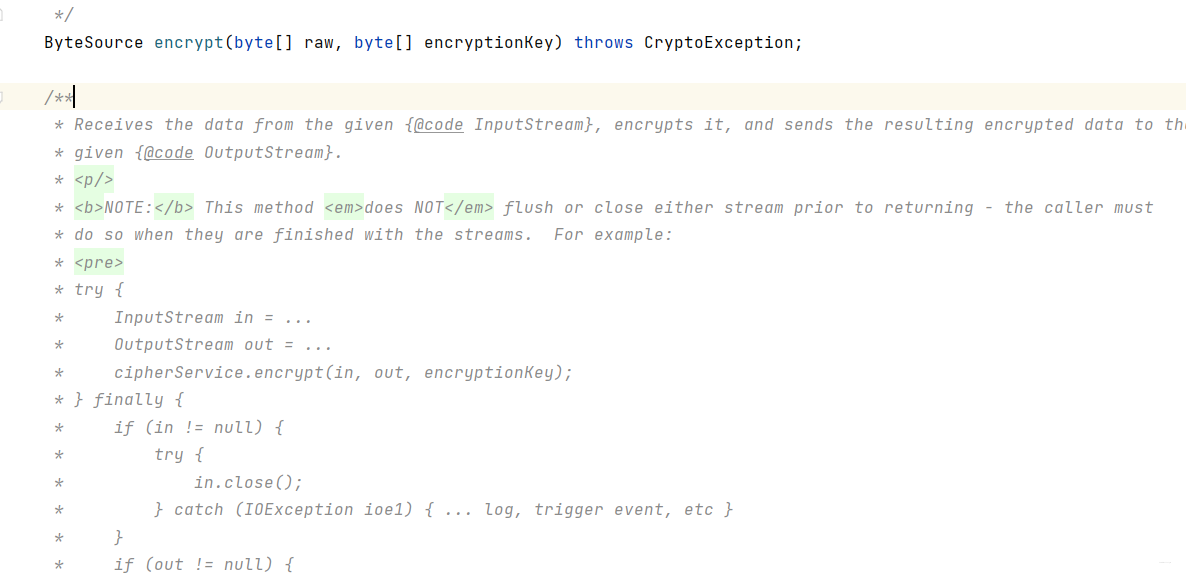 */
    ByteSource encrypt(byte[] raw, byte[] encryptionKey) throws CryptoException;

    /**
     * Receives the data from the given {@code InputStream}, encrypts it, and sends the resulting encrypted data to
     * given {@code OutputStream}.
     * <p/>
     * <b>NOTE:</b> This method <em>does NOT</em> flush or close either stream prior to returning - the caller must
     * do so when they are finished with the streams.  For example:
     * <pre>
     * try {
     *     InputStream in = ...
     *     OutputStream out = ...
     *     cipherService.encrypt(in, out, encryptionKey);
     * } finally {
     *     if (in != null) {
     *         try {
     *             in.close();
     *         } catch (IOException ioe1) { ... log, trigger event, etc }
     *     }
     *     if (out != null) {